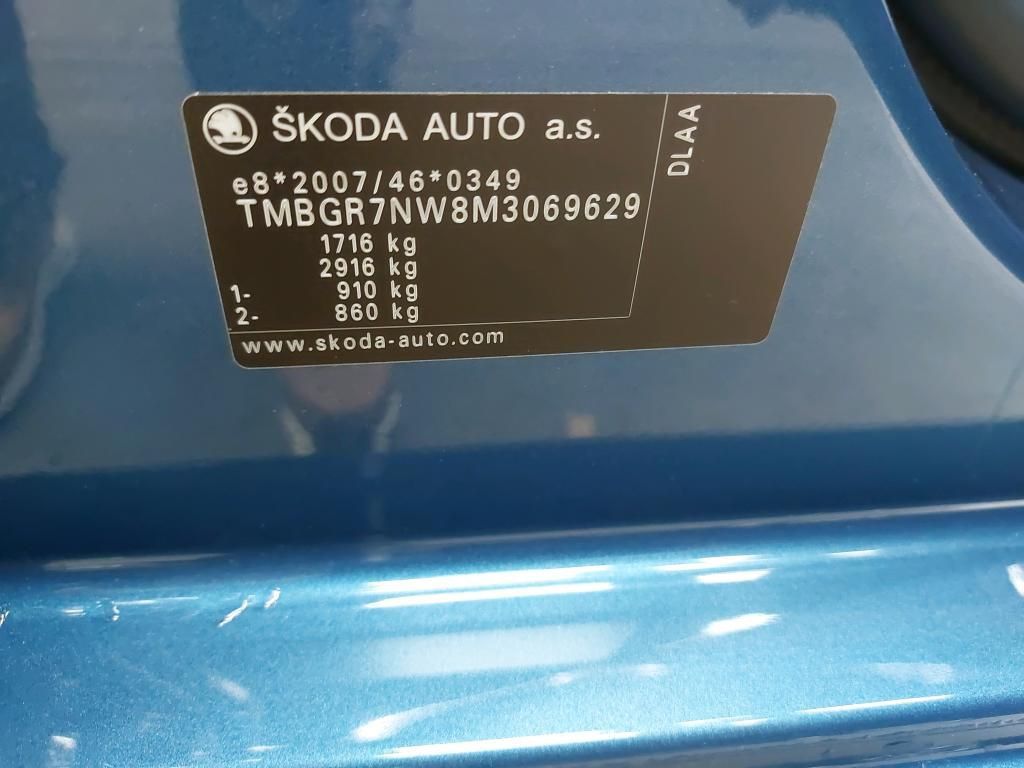 ŠKODA AUTO a.s.
DLAA
e8*2007/46*0349
TMBGR7NW8M3069629
1716 kg
2916 kg
1- 910 kg
2- 860 kg
www.skoda-auto.com